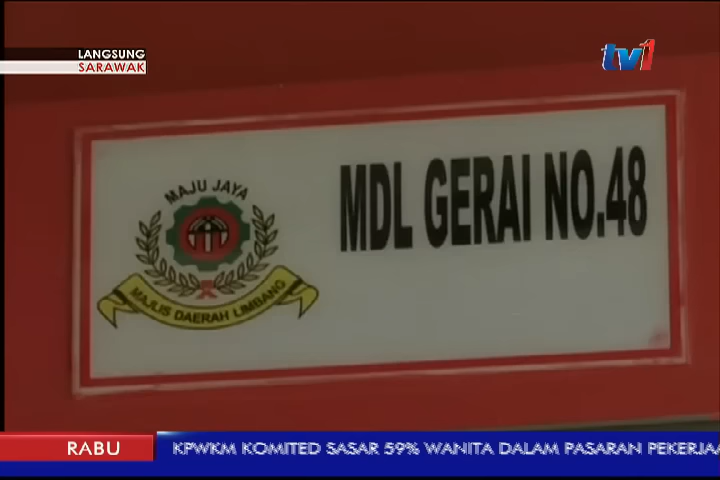 LANGSUNG
SARAWAK
tv1
MAJU JAYA
MAJLIS DAERAH LIMBANG
MDL GERAI NO.48
RABU
KPWKM KOMITED SASAR 59% WANITA DALAM PASARAN PEKERJAA